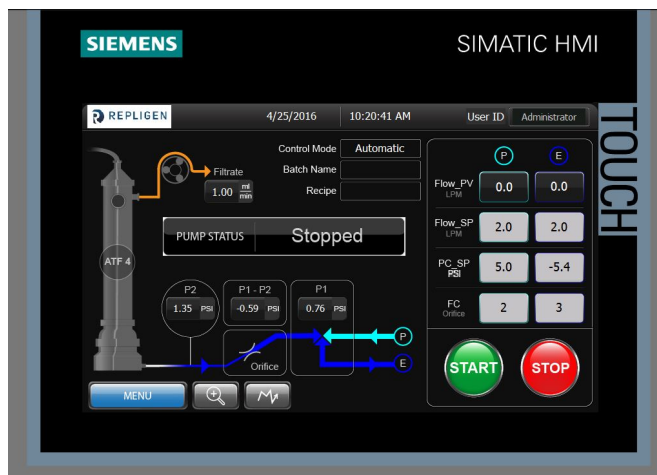 SIEMENS
SIMATIC HMI
TOUCH
REPLIGEN
4/25/2016
10:20:41 AM
User ID
Administrator
Control Mode
Automatic
Batch Name
Recipe
Filtrate
1.00 ml/min
PUMP STATUS
Stopped
ATF 4
P2
1.35 PSI
P1 - P2
-0.59 PSI
P1
0.76 PSI
Orifice
P
E
P E
Flow_PV
LPM
0.0 0.0
Flow_SP
LPM
2.0 2.0
PC_SP
PSI
5.0 -5.4
FC
Orifice
2 3
START STOP
MENU